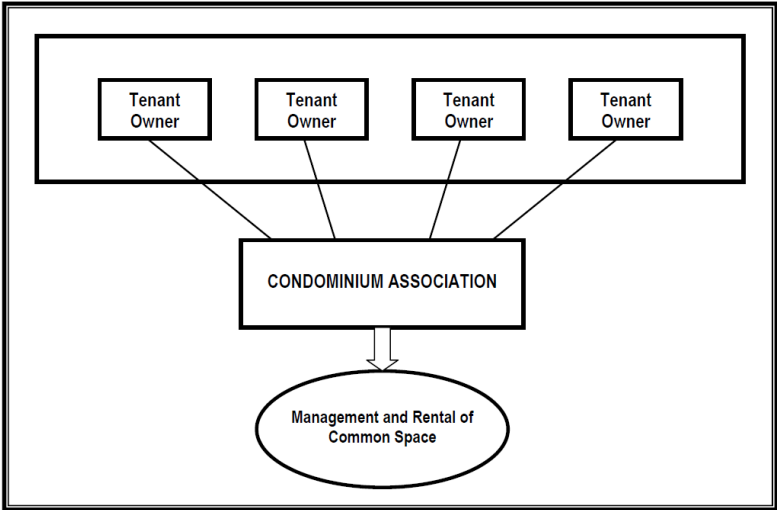 Tenant
Owner
Tenant
Owner
Tenant
Owner
Tenant
Owner
CONDOMINIUM ASSOCIATION
Management and Rental of
Common Space